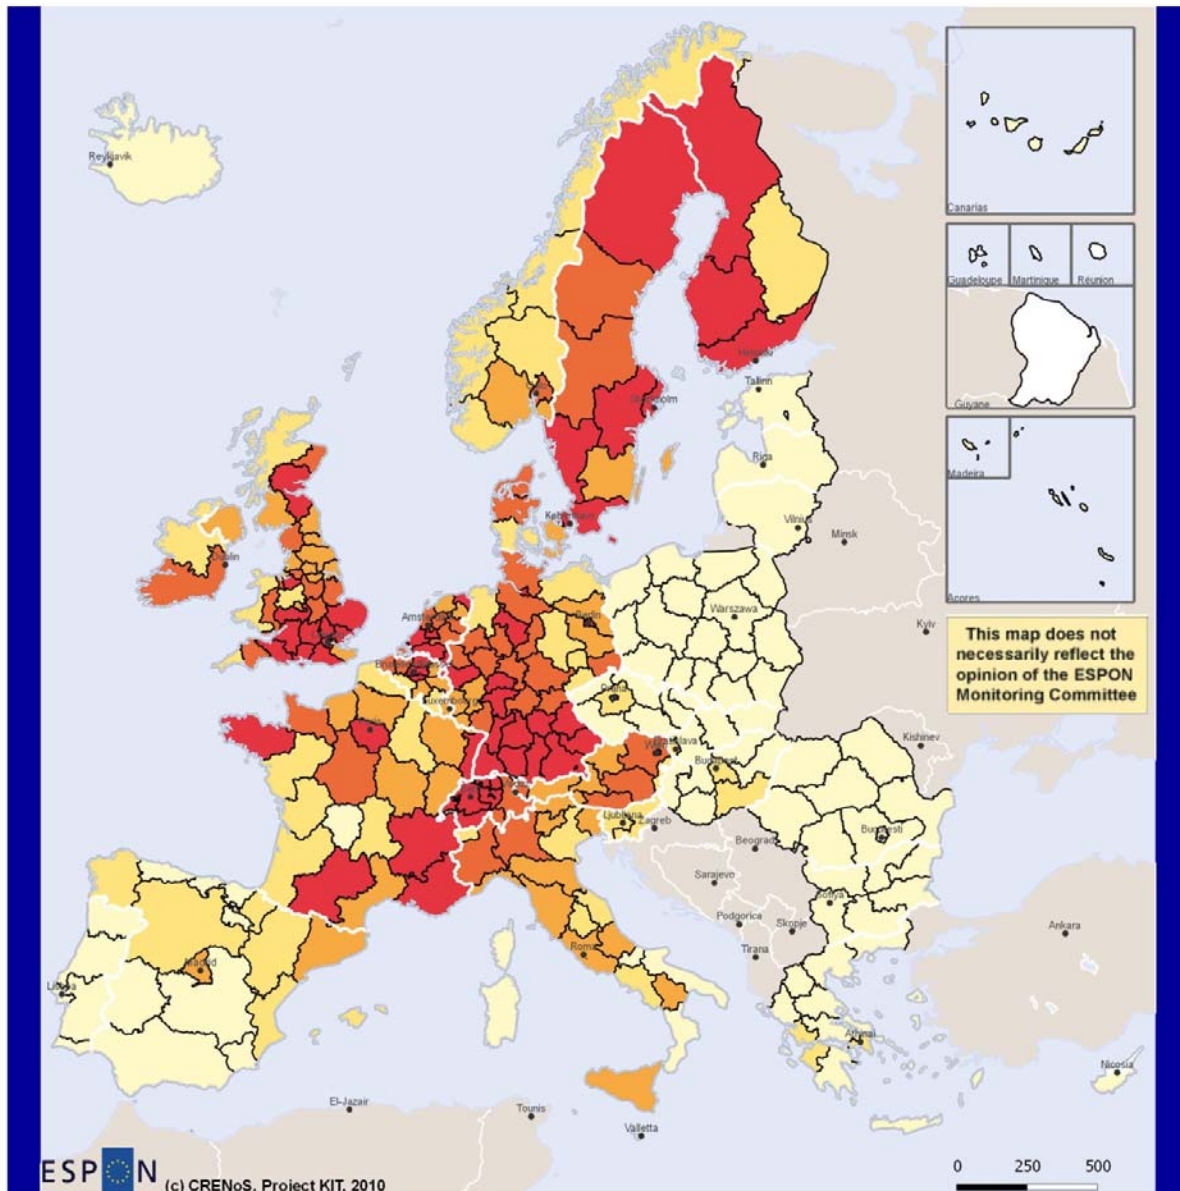 Reykjavik
Canarias
Guadeloupe
Martinique
Réunion
Guyane
Madeira
Acores
Helsinki
Tallinn
Stockholm
Riga
København
Vilnius
Minsk
Dublin
Warszawa
Kyiv
This map does not
necessarily reflect the
opinion of the ESPON
Monitoring Committee
Luxembourg
Praha
Kishinev
Bratislava
Ljubljana
Zagreb
Bucuresti
Beograd
Sarajevo
Sofiya
Podgorica
Skopje
Ankara
Roma
Tirana
Madrid
Lisboa
Athinai
Nicosia
El-Jazair
Tounis
Valletta
ESPON
(c) CRENoS, Project KIT, 2010
0 250 500